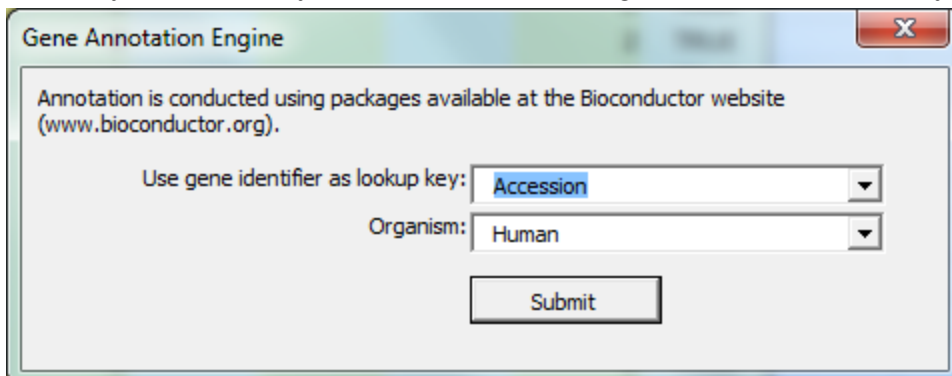 Gene Annotation Engine
Annotation is conducted using packages available at the Bioconductor website
(www.bioconductor.org).
Use gene identifier as lookup key: Accession
Organism: Human
Submit